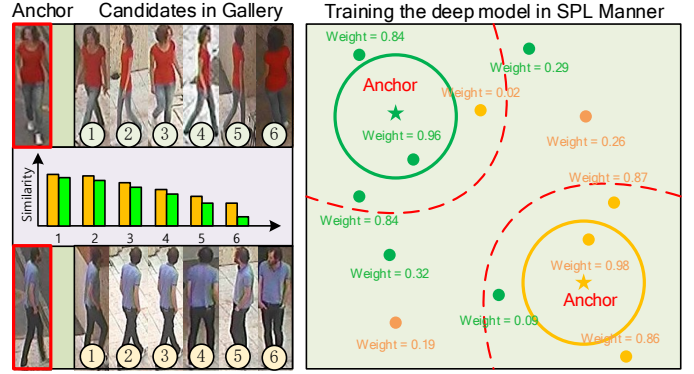 Anchor Candidates in Gallery
1 2 3 4 5 6
Similarity
1 2 3 4 5 6
1 2 3 4 5 6
Training the deep model in SPL Manner
Weight = 0.84
Weight = 0.29
Anchor
Weight = 0.02
Weight = 0.96
Weight = 0.26
Weight = 0.87
Weight = 0.84
Weight = 0.32
Weight = 0.98
Anchor
Weight = 0.09
Weight = 0.19
Weight = 0.86